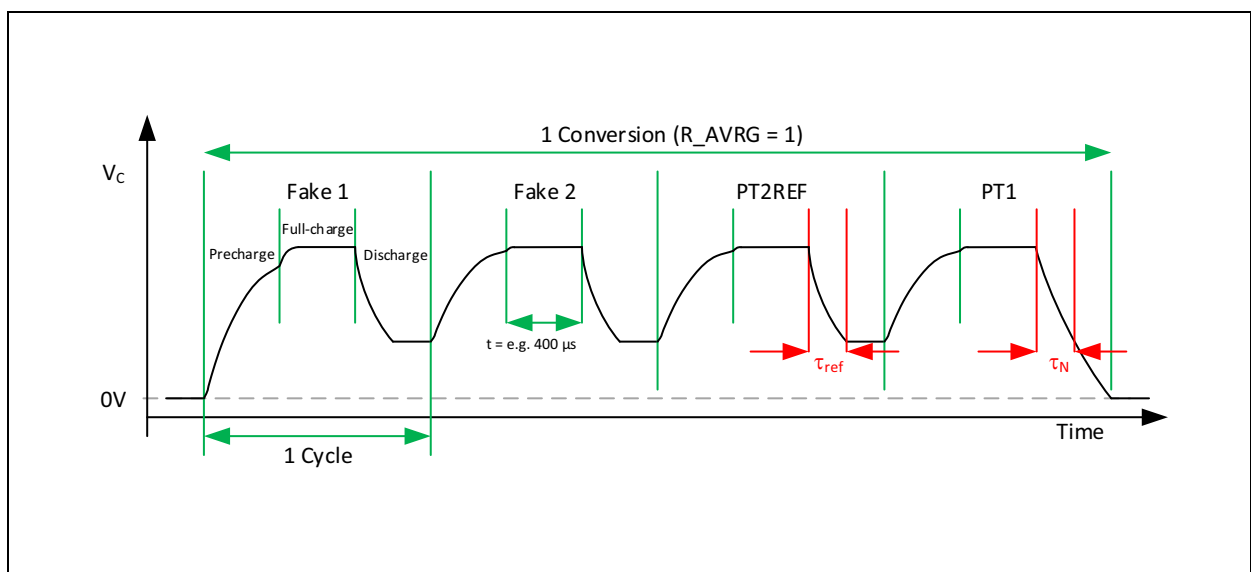 1 Conversion (R_AVRG = 1)
V_C
Fake 1
Fake 2
PT2REF
PT1
Full-charge
Precharge
Discharge
t = e.g. 400 µs
τ_ref
τ_N
0V
Time
1 Cycle